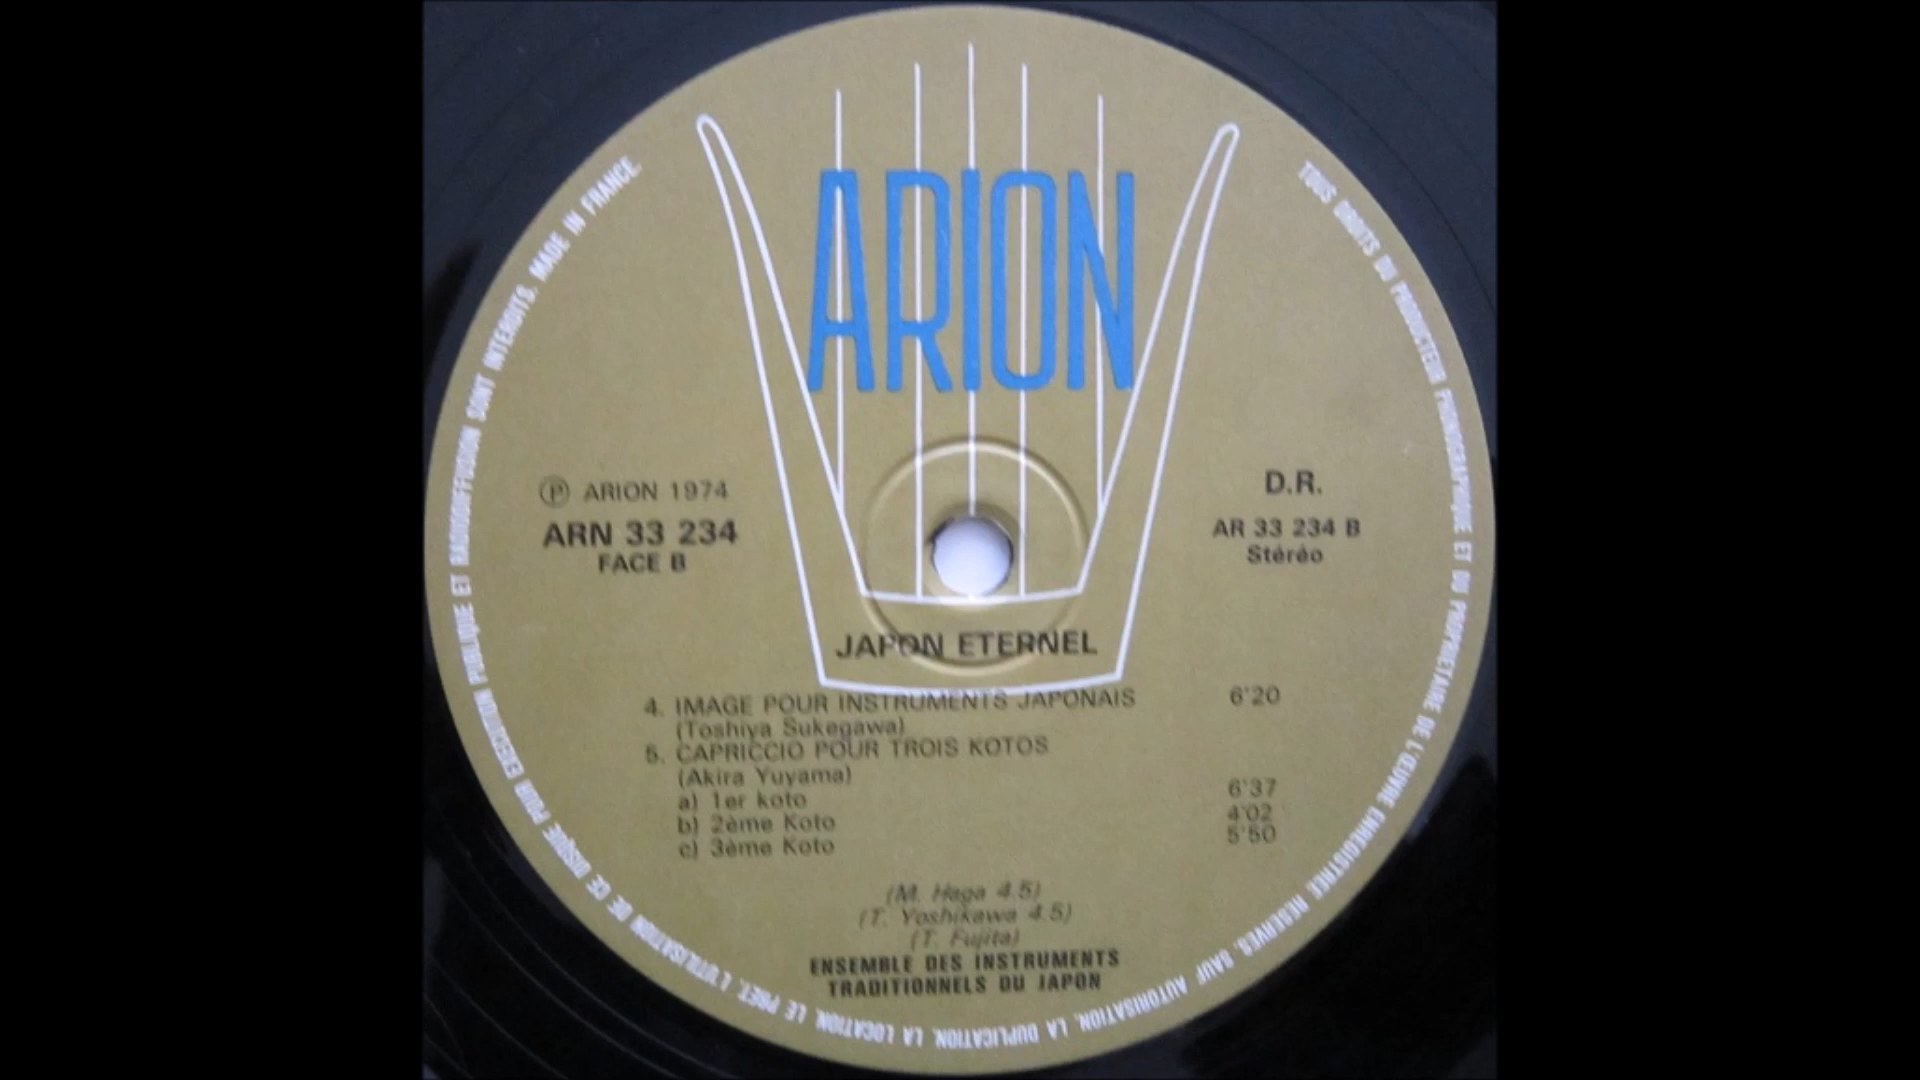 ARION
℗ ARION 1974
ARN 33 234
FACE B
D.R.
AR 33 234 B
Stéréo
JAPON ETERNEL
4. IMAGE POUR INSTRUMENTS JAPONAIS 6'20
(Toshiya Sukegawa)
5. CAPRICCIO POUR TROIS KOTOS
(Akira Yuyama)
a) 1er koto 6'37
b) 2ème Koto 4'02
c) 3ème Koto 5'50
(M. Haga 4.5)
(T. Yoshikawa 4.5)
(T. Fujita)
ENSEMBLE DES INSTRUMENTS
TRADITIONNELS DU JAPON
TOUS DROITS DU PRODUCTEUR PHONOGRAPHIQUE ET DU PROPRIETAIRE DE L'ŒUVRE ENREGISTREE RESERVES. SAUF AUTORISATION, LA DUPLICATION, LA LOCATION, LE PRET, L'UTILISATION DE CE DISQUE POUR EXECUTION PUBLIQUE ET RADIODIFFUSION SONT INTERDITS. MADE IN FRANCE.